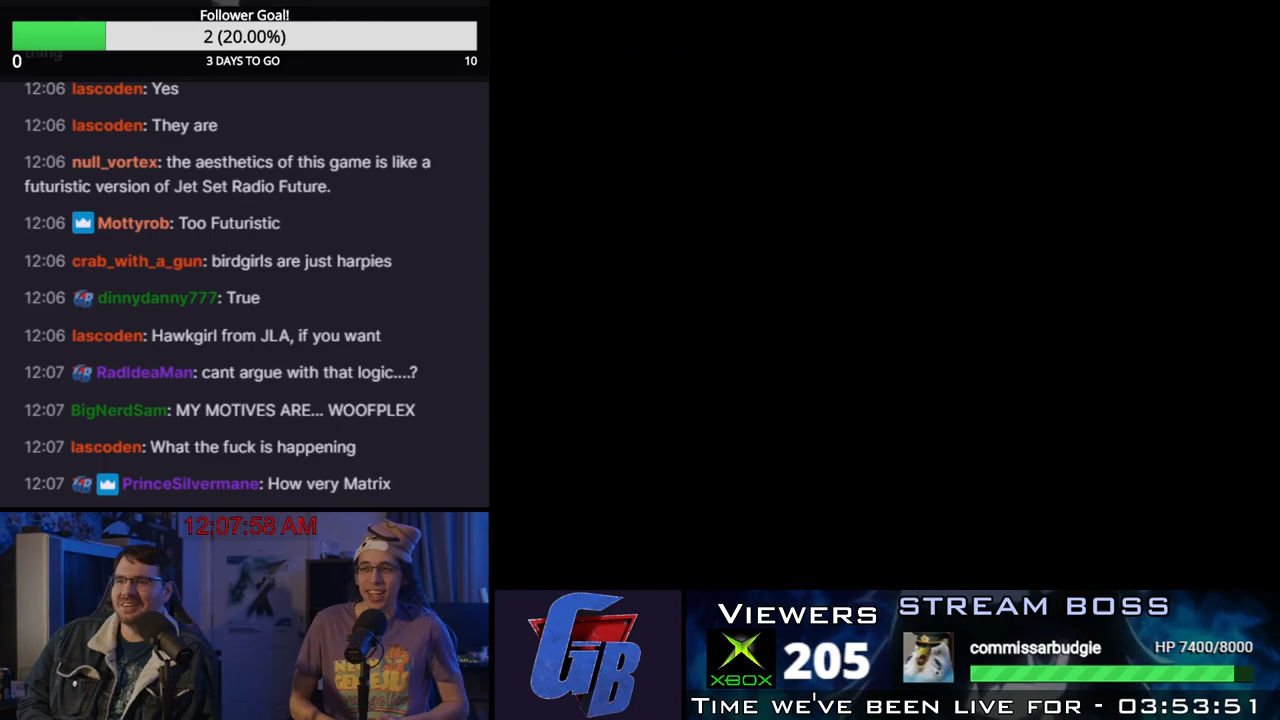 Follower Goal!
2 (20.00%)
0 3 DAYS TO GO 10
thing
12:06 lascoden: Yes
12:06 lascoden: They are
12:06 null_vortex: the aesthetics of this game is like a
futuristic version of Jet Set Radio Future.
12:06 Mottyrob: Too Futuristic
12:06 crab_with_a_gun: birdgirls are just harpies
12:06 dinnydanny777: True
12:06 lascoden: Hawkgirl from JLA, if you want
12:07 RadIdeaMan: cant argue with that logic....?
12:07 BigNerdSam: MY MOTIVES ARE... WOOFPLEX
12:07 lascoden: What the fuck is happening
12:07 PrinceSilvermane: How very Matrix
12:07:58 AM
GB
VIEWERS
XBOX
205
STREAM BOSS
commissarbudgie HP 7400/8000
TIME WE'VE BEEN LIVE FOR - 03:53:51